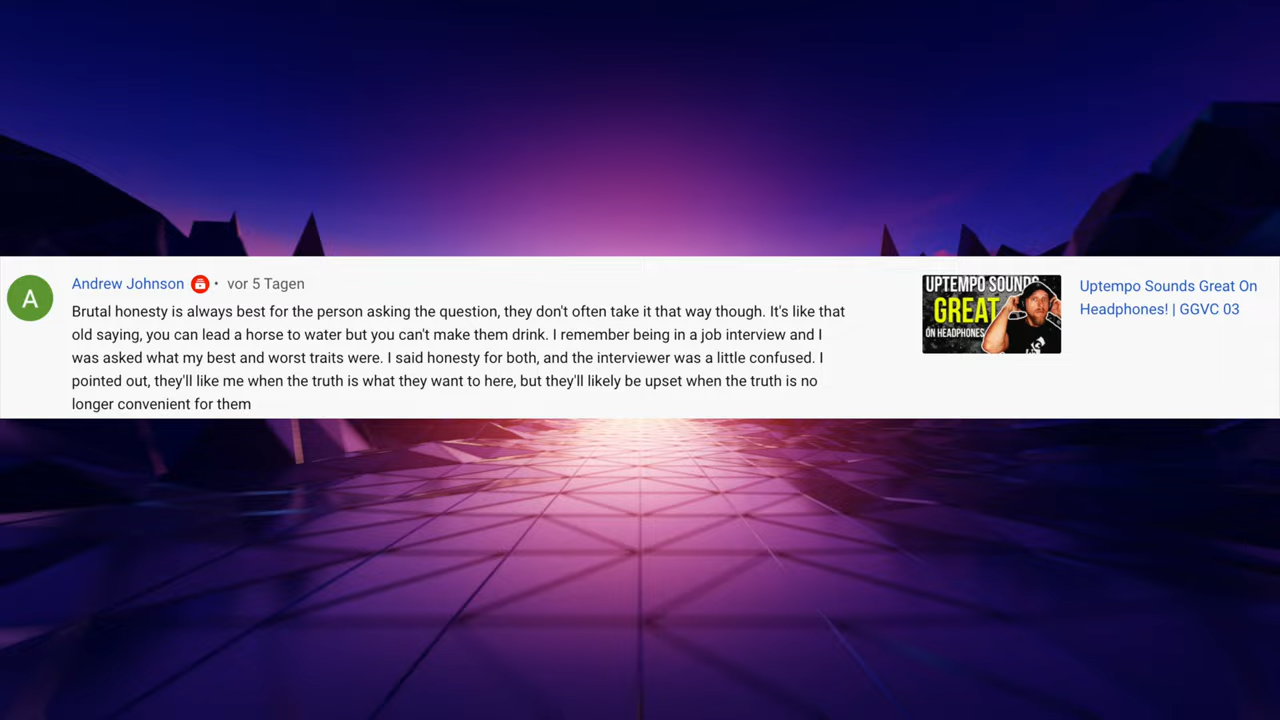 A
Andrew Johnson • vor 5 Tagen
Brutal honesty is always best for the person asking the question, they don't often take it that way though. It's like that
old saying, you can lead a horse to water but you can't make them drink. I remember being in a job interview and I
was asked what my best and worst traits were. I said honesty for both, and the interviewer was a little confused. I
pointed out, they'll like me when the truth is what they want to here, but they'll likely be upset when the truth is no
longer convenient for them
UPTEMPO SOUNDS
GREAT
ON HEADPHONES
Uptempo Sounds Great On
Headphones! | GGVC 03